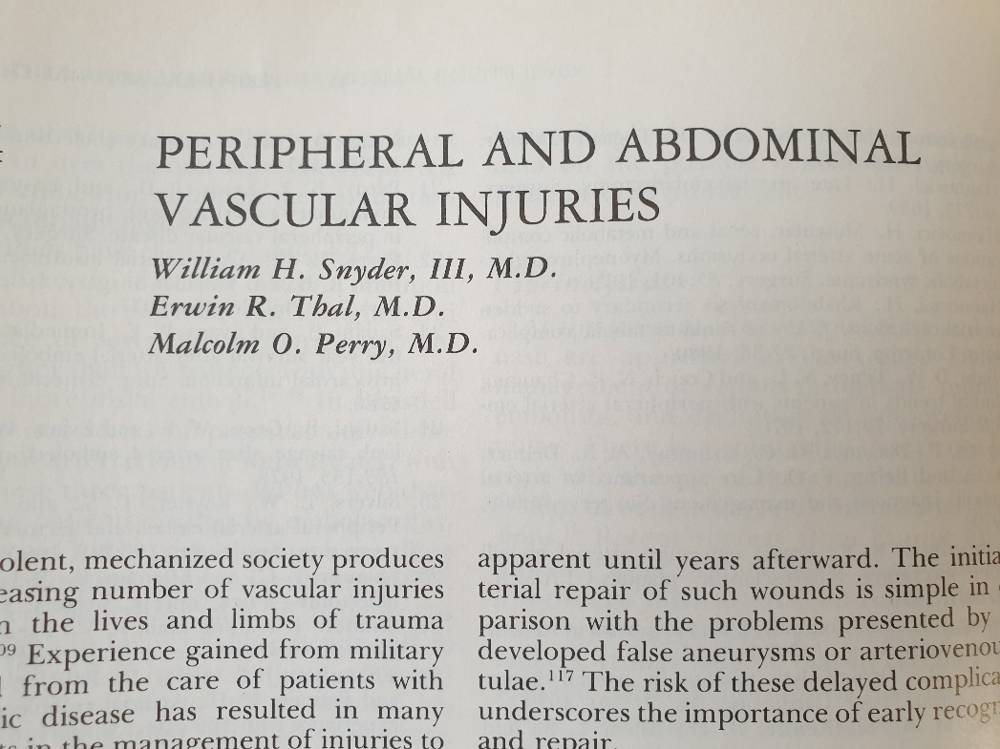 PERIPHERAL AND ABDOMINAL
VASCULAR INJURIES
William H. Snyder, III, M.D.
Erwin R. Thal, M.D.
Malcolm O. Perry, M.D.
olent, mechanized society produces
easing number of vascular injuries
n the lives and limbs of trauma
09 Experience gained from military
from the care of patients with
ic disease has resulted in many
in the management of injuries to
apparent until years afterward. The initia
terial repair of such wounds is simple in
parison with the problems presented by
developed false aneurysms or arteriovenou
tulae.117 The risk of these delayed complica
underscores the importance of early recogn
and repair.